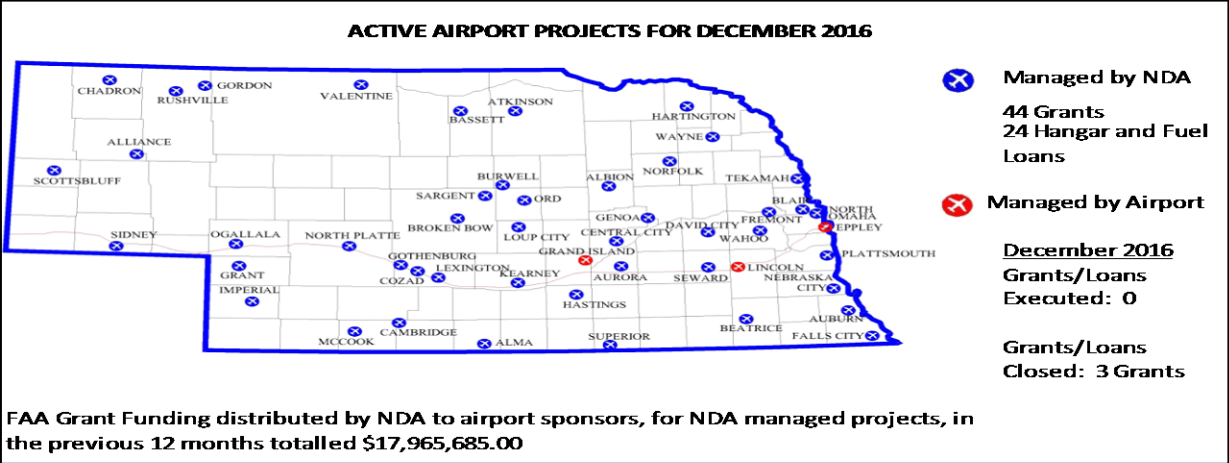 ACTIVE AIRPORT PROJECTS FOR DECEMBER 2016
CHADRON
RUSHVILLE
GORDON
VALENTINE
BASSETT
ATKINSON
HARTINGTON
WAYNE
ALLIANCE
SCOTTSBLUFF
BURWELL
SARGENT
ORD
ALBION
NORFOLK
TEKAMAH
BLAIR
NORTH
OMAHA
EPPLEY
SIDNEY
OGALLALA
NORTH PLATTE
BROKEN BOW
LOUP CITY
GENOA
CENTRAL CITY
DAVID CITY
FREMONT
WAHOO
PLATTSMOUTH
GRANT
IMPERIAL
GOTHENBURG
COZAD
LEXINGTON
KEARNEY
GRAND ISLAND
AURORA
SEWARD
LINCOLN
NEBRASKA
CITY
HASTINGS
MCCOOK
CAMBRIDGE
ALMA
SUPERIOR
BEATRICE
AUBURN
FALLS CITY
Managed by NDA
44 Grants
24 Hangar and Fuel
Loans
Managed by Airport
December 2016
Grants/Loans
Executed: 0
Grants/Loans
Closed: 3 Grants
FAA Grant Funding distributed by NDA to airport sponsors, for NDA managed projects, in
the previous 12 months totalled $17,965,685.00